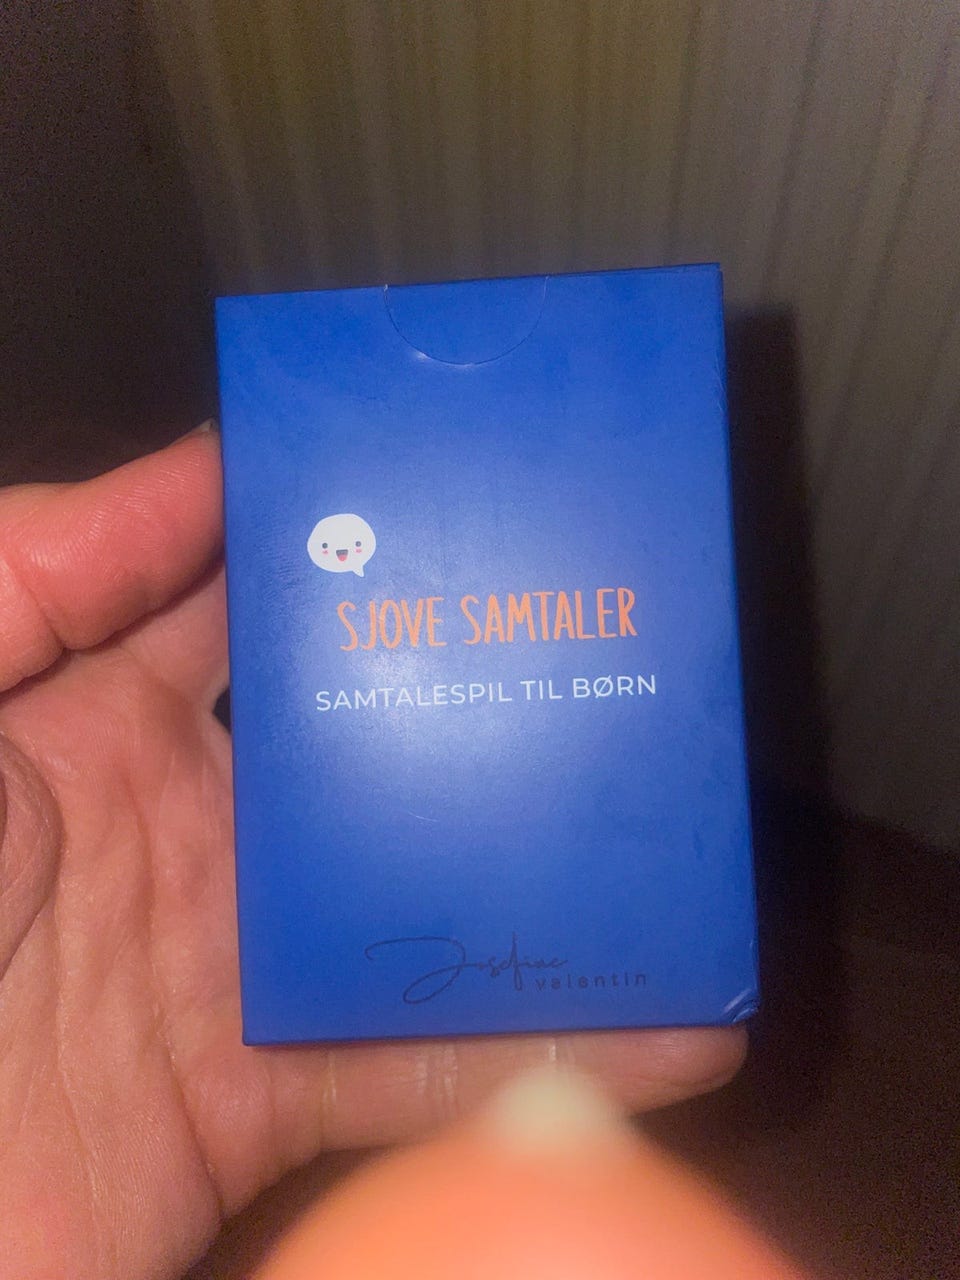 SJOVE SAMTALER
SAMTALESPIL TIL BØRN
Josefine
valentin